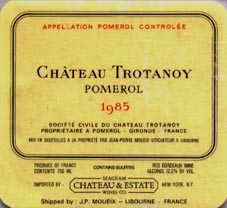 APPELLATION POMEROL CONTROLÉE
CHÂTEAU TROTANOY
POMEROL
1985
SOCIÉTÉ CIVILE DU CHATEAU TROTANOY
PROPRIÉTAIRE A POMEROL - GIRONDE - FRANCE
MIS EN BOUTEILLES A LA PROPRIÉTÉ PAR JEAN-PIERRE MOUEIX VITICULTEUR A LIBOURNE
PRODUCE OF FRANCE CONTAINS SULFITES RED BORDEAUX WINE
CONTENTS 750 ML ALCOHOL 12.2% BY VOL.
SEAGRAM
IMPORTED BY - CHATEAU & ESTATE NEW YORK, N.Y.
WINES CO.
Shipped by : J.P. MOUEIX – LIBOURNE - FRANCE